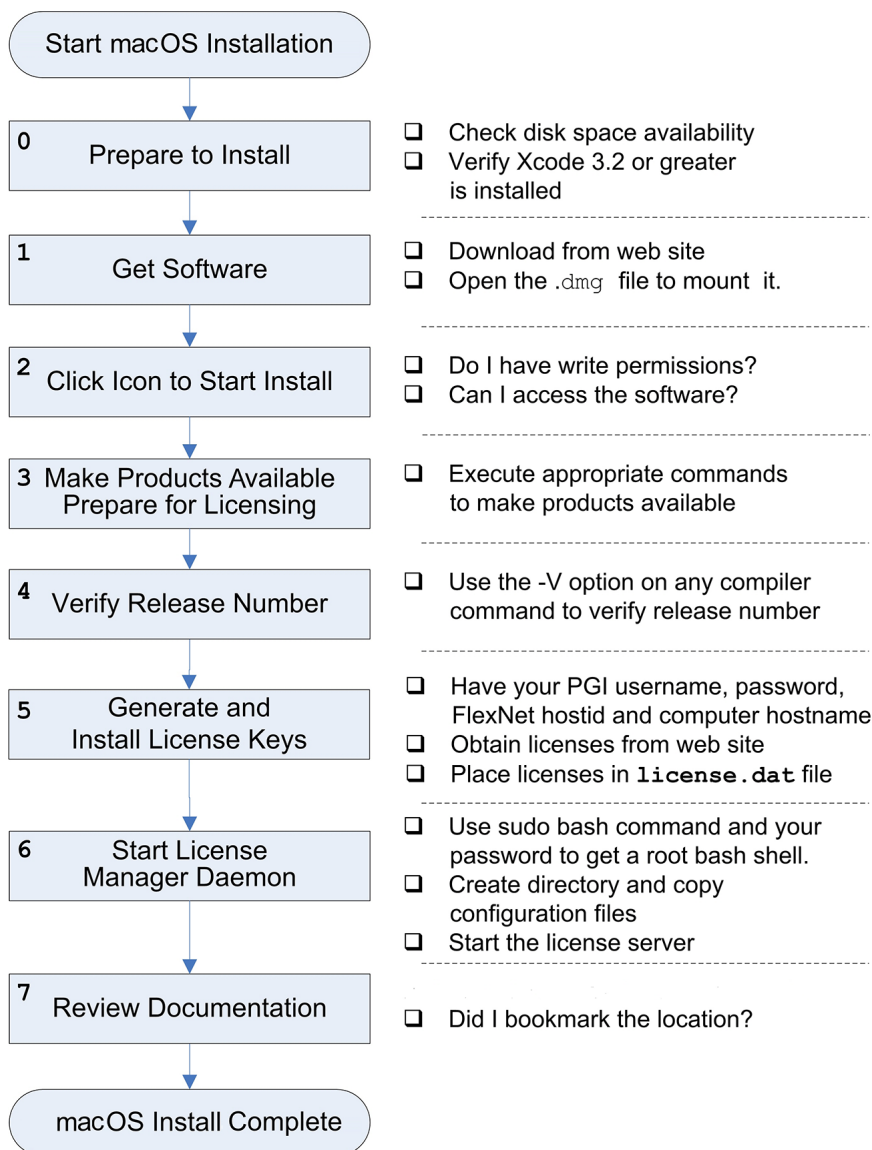 Start macOS Installation
0
Prepare to Install
❑ Check disk space availability
❑ Verify Xcode 3.2 or greater
is installed
1
Get Software
❑ Download from web site
❑ Open the .dmg file to mount it.
2
Click Icon to Start Install
❑ Do I have write permissions?
❑ Can I access the software?
3 Make Products Available
Prepare for Licensing
❑ Execute appropriate commands
to make products available
4
Verify Release Number
❑ Use the -V option on any compiler
command to verify release number
5
Generate and
Install License Keys
❑ Have your PGI username, password,
FlexNet hostid and computer hostname
❑ Obtain licenses from web site
❑ Place licenses in license.dat file
6
Start License
Manager Daemon
❑ Use sudo bash command and your
password to get a root bash shell.
❑ Create directory and copy
configuration files
❑ Start the license server
7
Review Documentation
❑ Did I bookmark the location?
macOS Install Complete